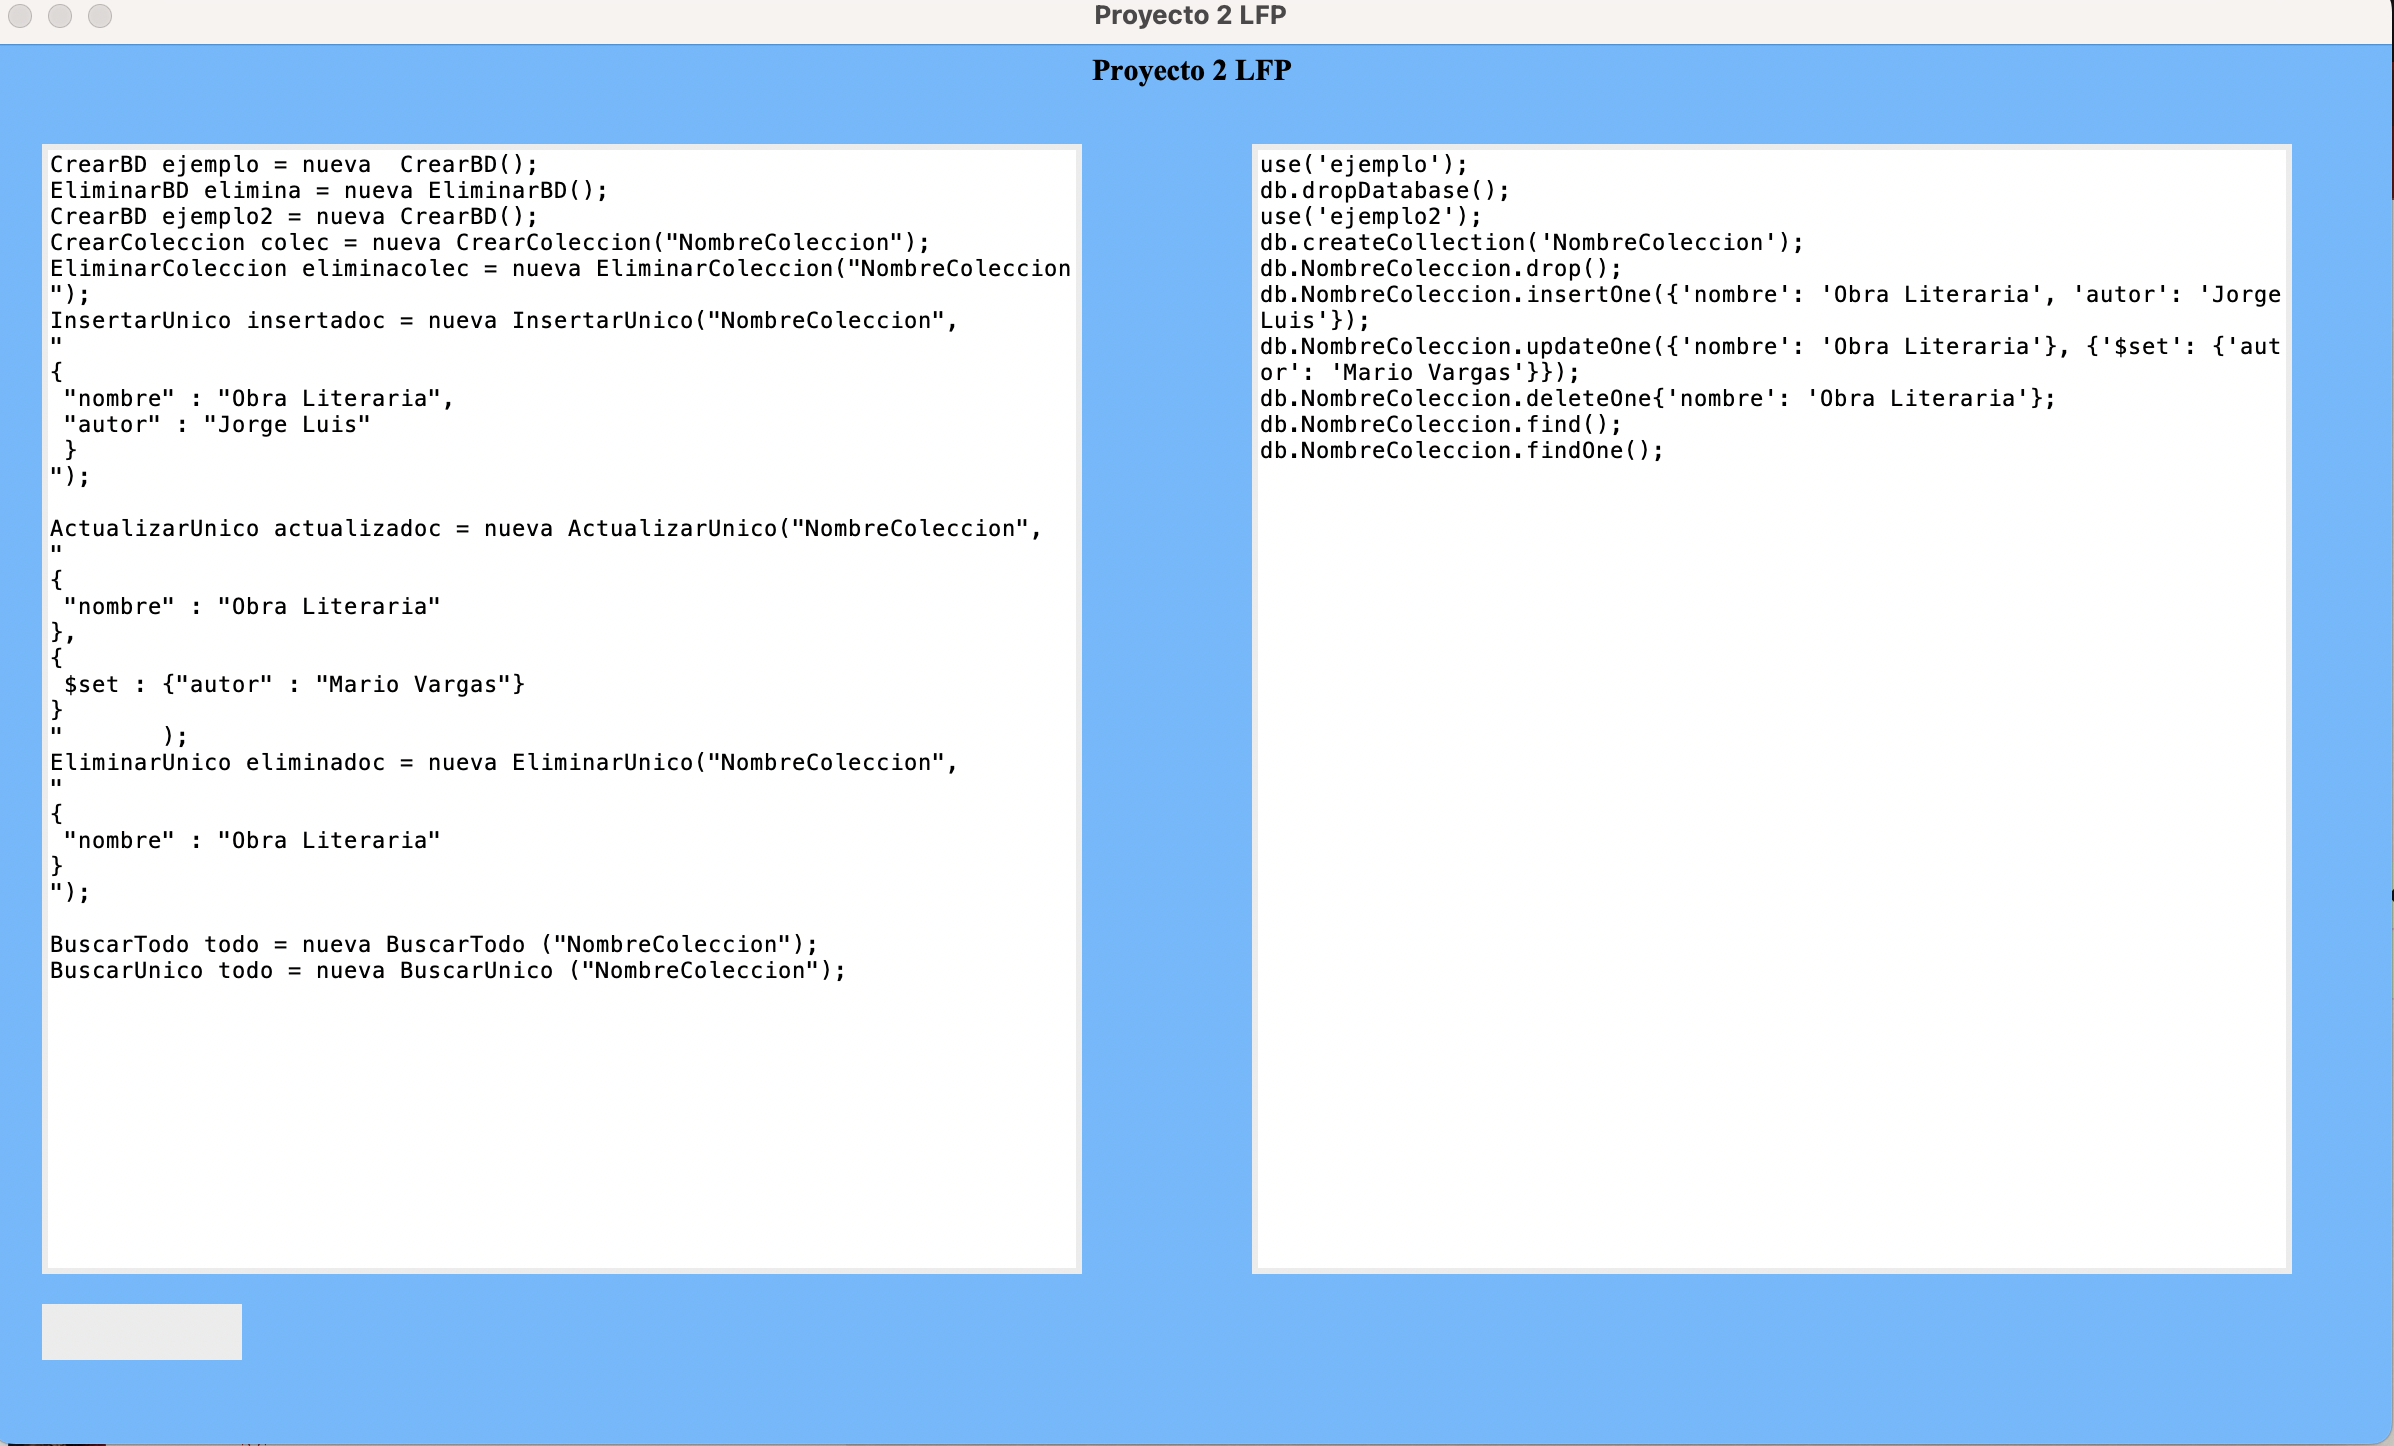 Proyecto 2 LFP
Proyecto 2 LFP
CrearBD ejemplo = nueva  CrearBD();
EliminarBD elimina = nueva EliminarBD();
CrearBD ejemplo2 = nueva CrearBD();
CrearColeccion colec = nueva CrearColeccion("NombreColeccion");
EliminarColeccion eliminacolec = nueva EliminarColeccion("NombreColeccion
");
InsertarUnico insertadoc = nueva InsertarUnico("NombreColeccion",
"
{
 "nombre" : "Obra Literaria",
 "autor" : "Jorge Luis"
 }
");

ActualizarUnico actualizadoc = nueva ActualizarUnico("NombreColeccion",
"
{
 "nombre" : "Obra Literaria"
},
{
 $set : {"autor" : "Mario Vargas"}
}
"       );
EliminarUnico eliminadoc = nueva EliminarUnico("NombreColeccion",
"
{
 "nombre" : "Obra Literaria"
}
");

BuscarTodo todo = nueva BuscarTodo ("NombreColeccion");
BuscarUnico todo = nueva BuscarUnico ("NombreColeccion");
use('ejemplo');
db.dropDatabase();
use('ejemplo2');
db.createCollection('NombreColeccion');
db.NombreColeccion.drop();
db.NombreColeccion.insertOne({'nombre': 'Obra Literaria', 'autor': 'Jorge
Luis'});
db.NombreColeccion.updateOne({'nombre': 'Obra Literaria'}, {'$set': {'aut
or': 'Mario Vargas'}});
db.NombreColeccion.deleteOne{'nombre': 'Obra Literaria'};
db.NombreColeccion.find();
db.NombreColeccion.findOne();